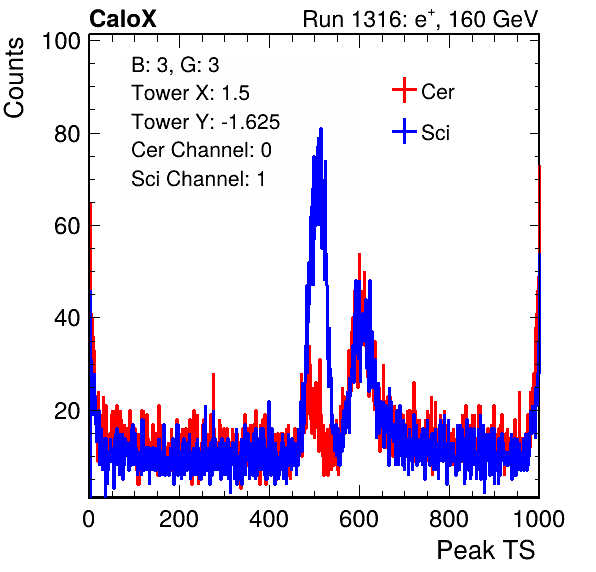 CaloX Run 1316: e⁺, 160 GeV
Counts
B: 3, G: 3
Tower X: 1.5
Tower Y: -1.625
Cer Channel: 0
Sci Channel: 1
Cer
Sci
100
80
60
40
20
0 200 400 600 800 1000
Peak TS